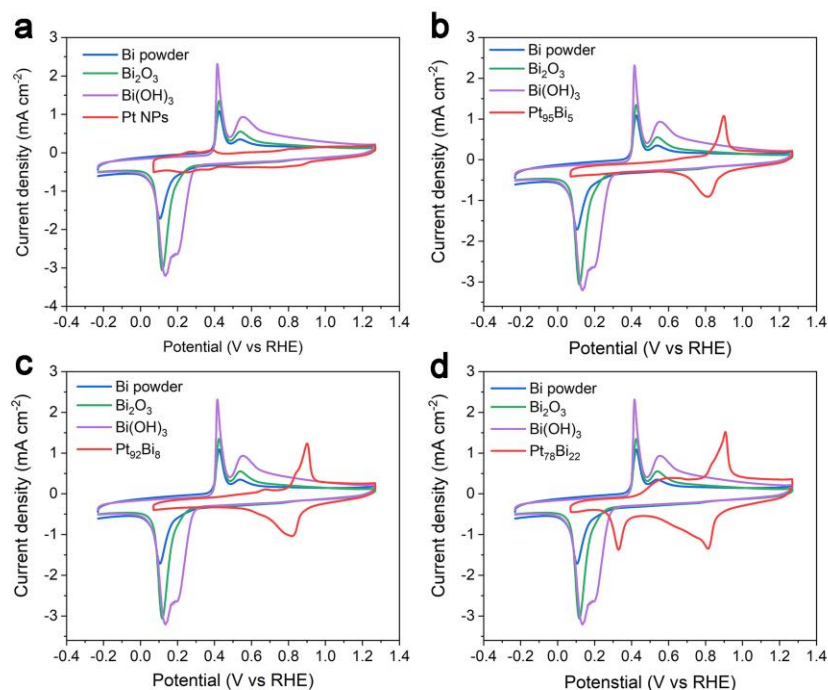 a
Current density (mA cm⁻²)
3
2
1
0
-1
-2
-3
-4
Bi powder
Bi₂O₃
Bi(OH)₃
Pt NPs
-0.4 -0.2 0.0 0.2 0.4 0.6 0.8 1.0 1.2 1.4
Potential (V vs RHE)
b
Current density (mA cm⁻²)
3
2
1
0
-1
-2
-3
Bi powder
Bi₂O₃
Bi(OH)₃
Pt₉₅Bi₅
-0.4 -0.2 0.0 0.2 0.4 0.6 0.8 1.0 1.2 1.4
Potential (V vs RHE)
c
Current density (mA cm⁻²)
3
2
1
0
-1
-2
-3
Bi powder
Bi₂O₃
Bi(OH)₃
Pt₉₂Bi₈
-0.4 -0.2 0.0 0.2 0.4 0.6 0.8 1.0 1.2 1.4
Potential (V vs RHE)
d
Current density (mA cm⁻²)
3
2
1
0
-1
-2
-3
Bi powder
Bi₂O₃
Bi(OH)₃
Pt₇₈Bi₂₂
-0.4 -0.2 0.0 0.2 0.4 0.6 0.8 1.0 1.2 1.4
Potenstial (V vs RHE)